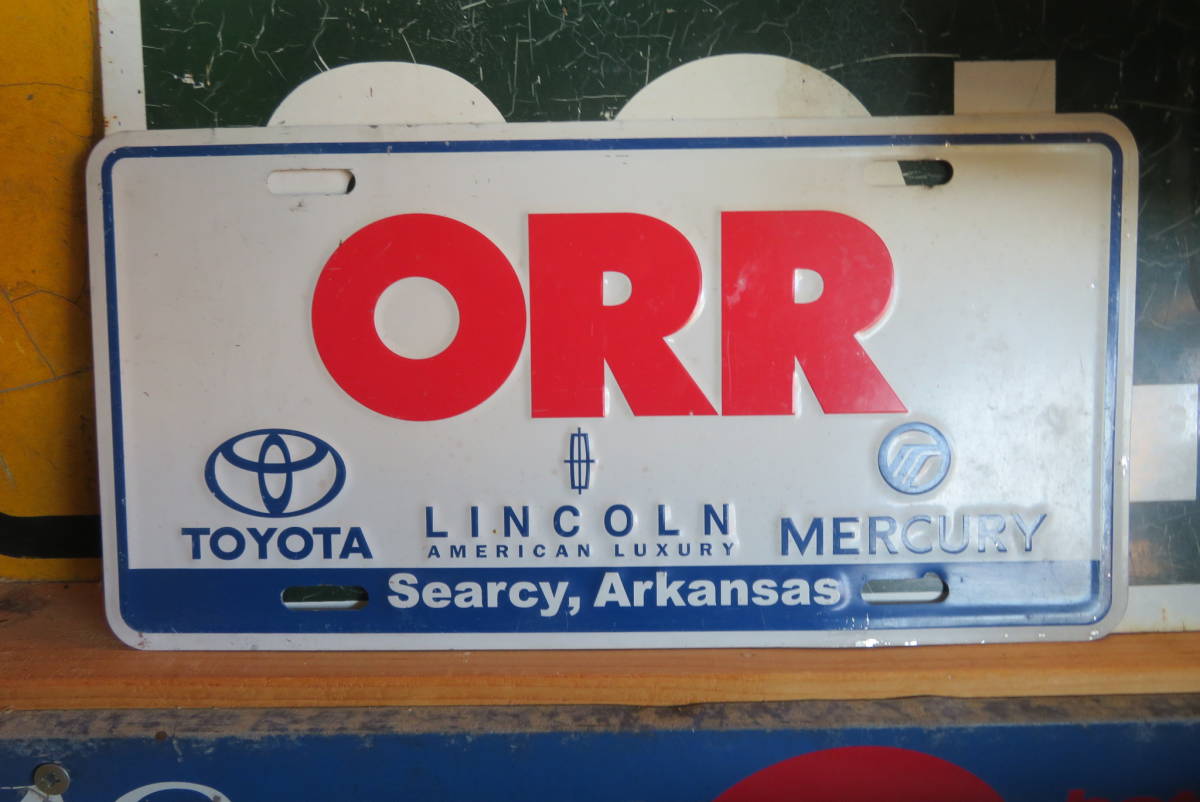 ORR
TOYOTA
LINCOLN
AMERICAN LUXURY
MERCURY
Searcy, Arkansas